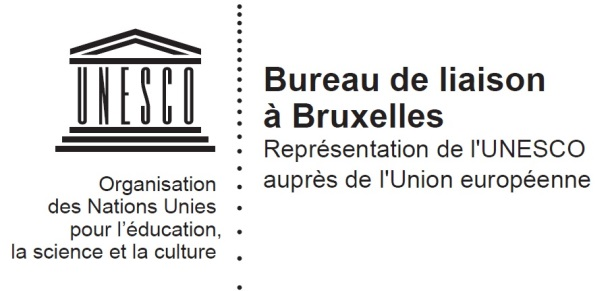 UNESCO
Organisation
des Nations Unies
pour l’éducation,
la science et la culture
Bureau de liaison
à Bruxelles
Représentation de l'UNESCO
auprès de l'Union européenne